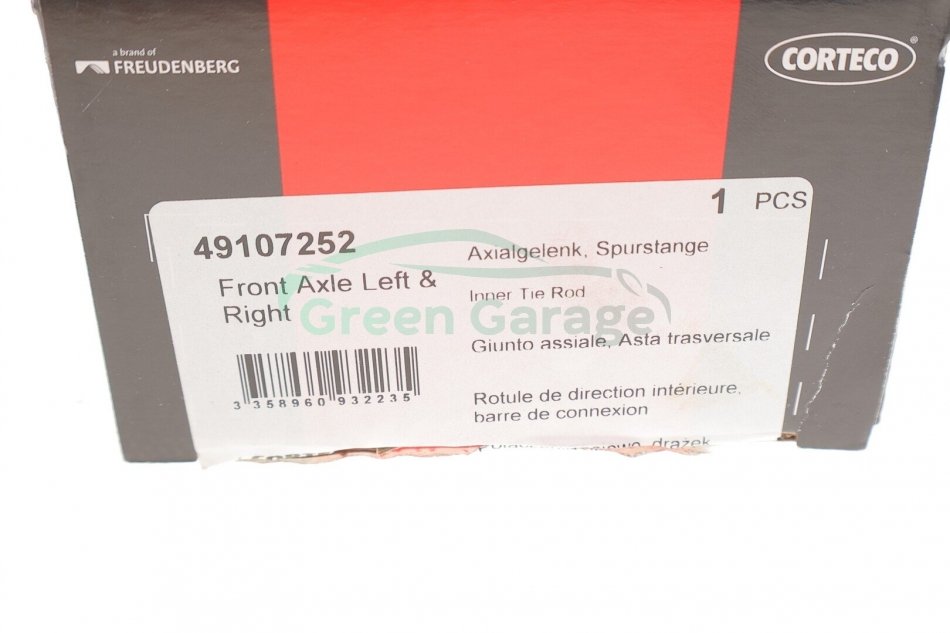 a brand of
FREUDENBERG
CORTECO®
1 PCS
49107252
Front Axle Left &
Right
3 358960 932235
Axialgelenk, Spurstange
Inner Tie Rod
Giunto assiale, Asta trasversale
Rotule de direction intérieure,
barre de connexion
drążek
Green Garage